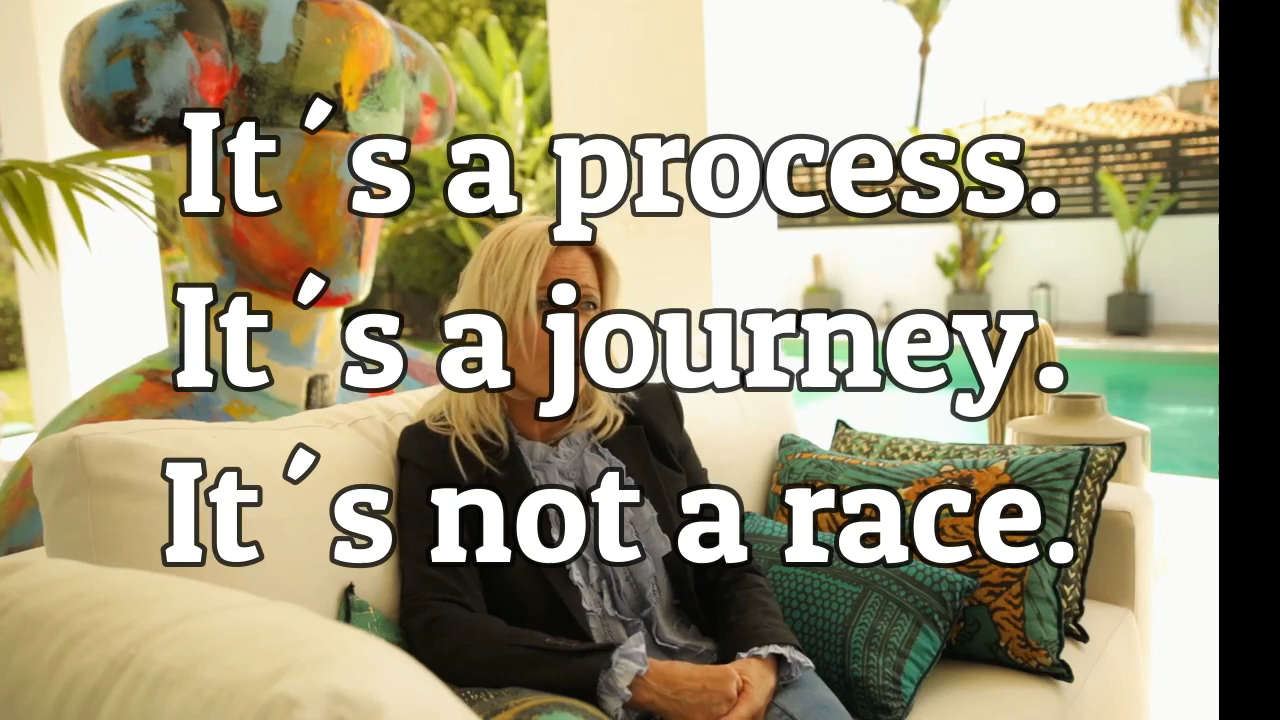 It´s a process.
It´s a journey.
It´s not a race.